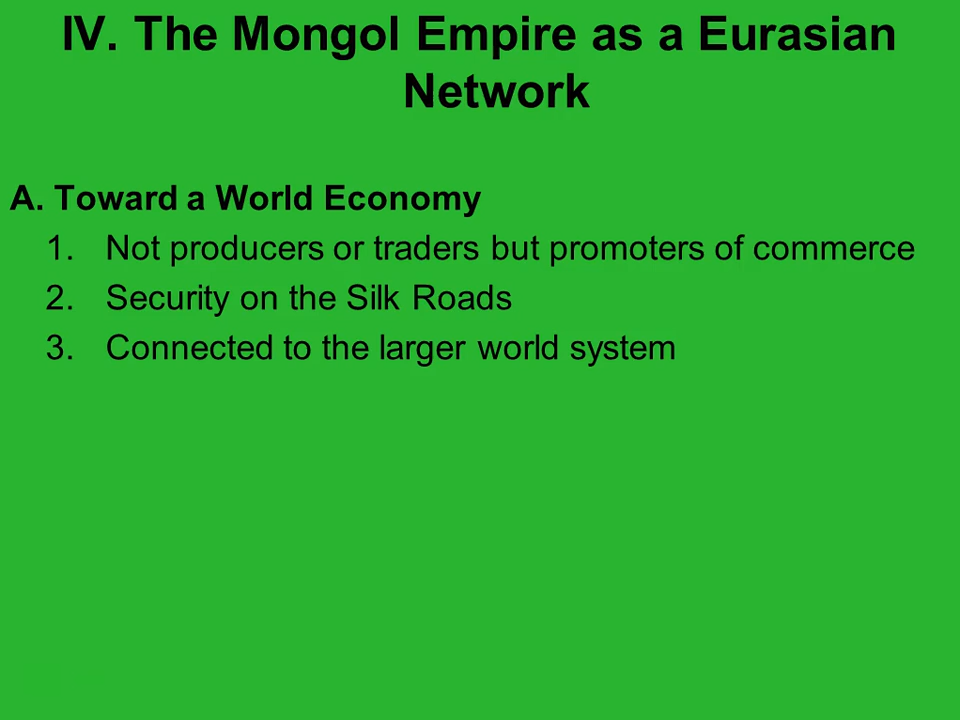 IV. The Mongol Empire as a Eurasian
Network
A. Toward a World Economy
1. Not producers or traders but promoters of commerce
2. Security on the Silk Roads
3. Connected to the larger world system